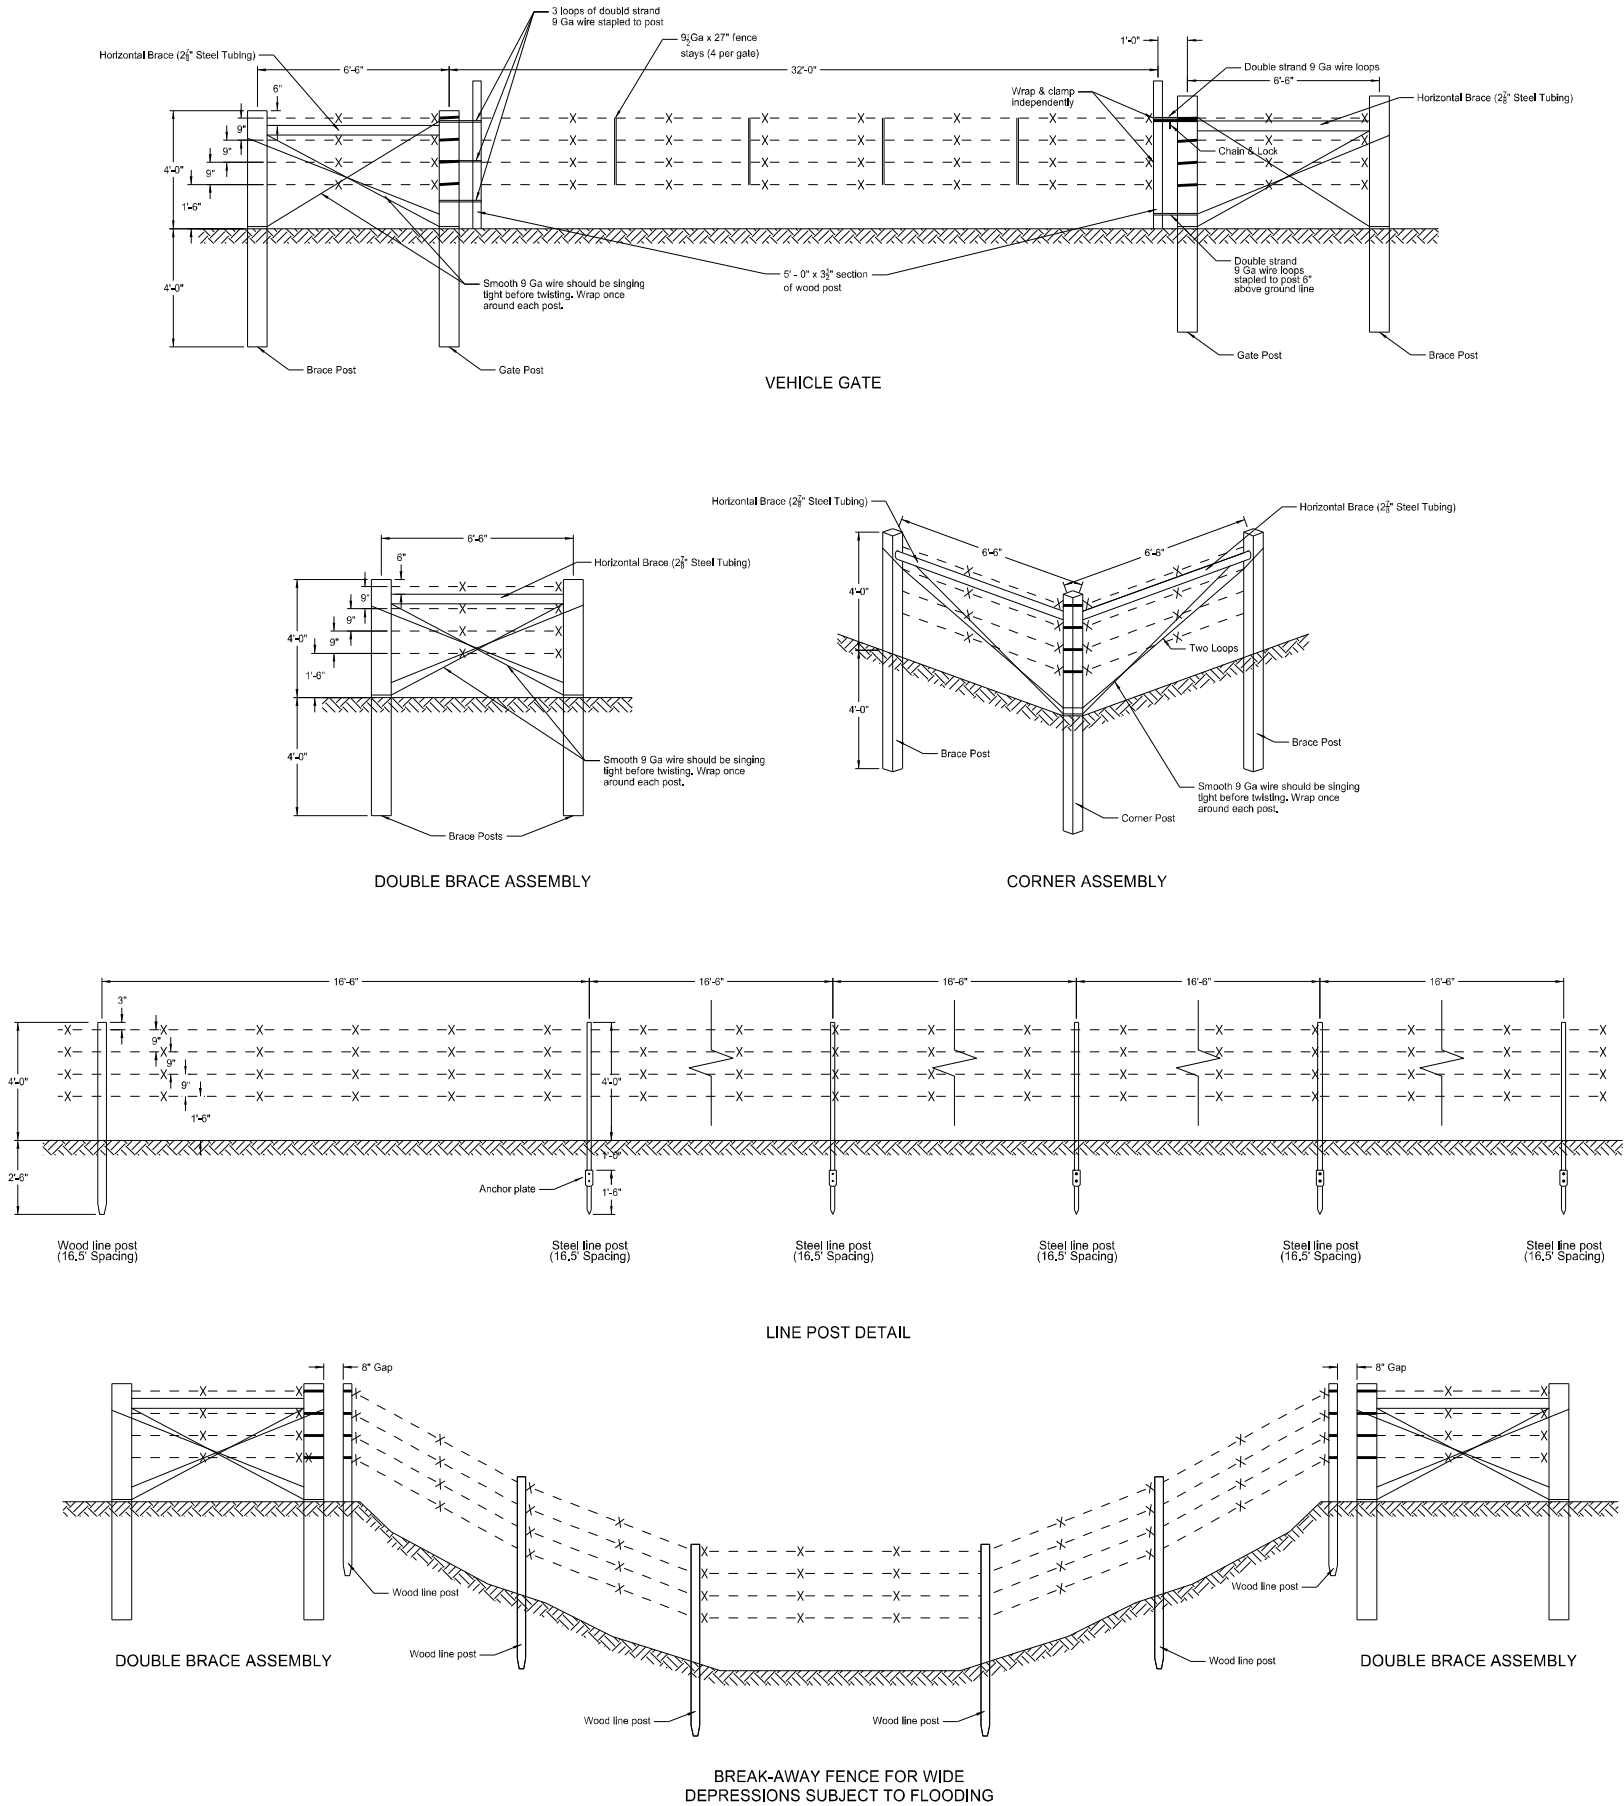 3 loops of doubld strand
9 Ga wire stapled to post
9½Ga x 27" fence
stays (4 per gate)
Horizontal Brace (2⅞" Steel Tubing)
6'-6"
32'-0"
1'-0"
Double strand 9 Ga wire loops
6'-6"
Wrap & clamp
independently
Horizontal Brace (2⅞" Steel Tubing)
6"
9"
9"
9"
4'-0"
1'-6"
Chain & Lock
4'-0"
Smooth 9 Ga wire should be singing
tight before twisting. Wrap once
around each post.
5' - 0" x 3½" section
of wood post
Double strand
9 Ga wire loops
stapled to post 6"
above ground line
Brace Post
Gate Post
Gate Post
Brace Post
VEHICLE GATE
6'-6"
6"
Horizontal Brace (2⅞" Steel Tubing)
9"
9"
9"
4'-0"
1'-6"
4'-0"
Smooth 9 Ga wire should be singing
tight before twisting. Wrap once
around each post.
Brace Posts
DOUBLE BRACE ASSEMBLY
Horizontal Brace (2⅞" Steel Tubing)
Horizontal Brace (2⅞" Steel Tubing)
6'-6"
6'-6"
4'-0"
Two Loops
4'-0"
Brace Post
Brace Post
Smooth 9 Ga wire should be singing
tight before twisting. Wrap once
around each post.
Corner Post
CORNER ASSEMBLY
16'-6"
16'-6"
16'-6"
16'-6"
16'-6"
3"
9"
9"
9"
4'-0"
4'-0"
1'-6"
1'-0"
2'-6"
Anchor plate
1'-6"
Wood line post
(16.5' Spacing)
Steel line post
(16.5' Spacing)
Steel line post
(16.5' Spacing)
Steel line post
(16.5' Spacing)
Steel line post
(16.5' Spacing)
Steel line post
(16.5' Spacing)
LINE POST DETAIL
8" Gap
8" Gap
Wood line post
Wood line post
Wood line post
Wood line post
Wood line post
Wood line post
DOUBLE BRACE ASSEMBLY
DOUBLE BRACE ASSEMBLY
BREAK-AWAY FENCE FOR WIDE
DEPRESSIONS SUBJECT TO FLOODING